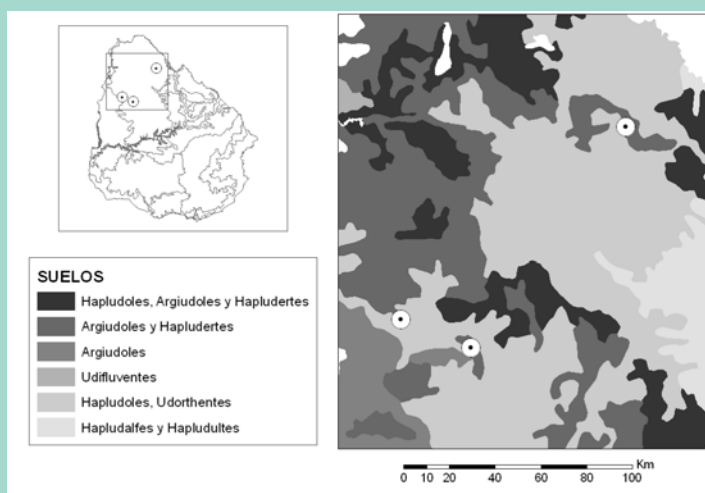 SUELOS
Hapludoles, Argiudoles y Hapludertes
Argiudoles y Hapludertes
Argiudoles
Udifluventes
Hapludoles, Udorthentes
Hapludalfes y Hapludultes
Km
0 10 20 40 60 80 100